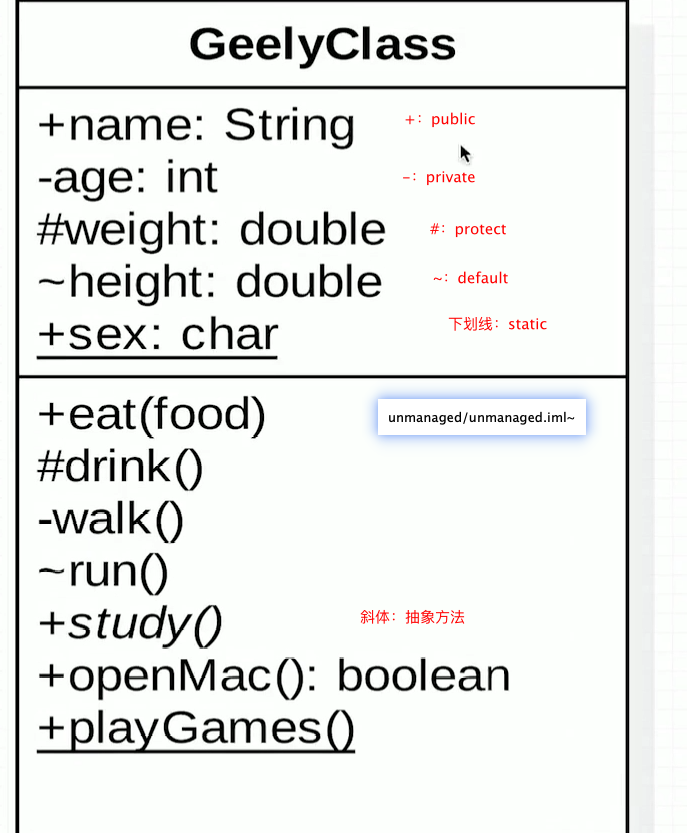 GeelyClass
+name: String
+: public
-age: int
-: private
#weight: double
#: protect
~height: double
~: default
+sex: char
下划线: static
+eat(food)
unmanaged/unmanaged.iml~
#drink()
-walk()
~run()
+study()
斜体: 抽象方法
+openMac(): boolean
+playGames()